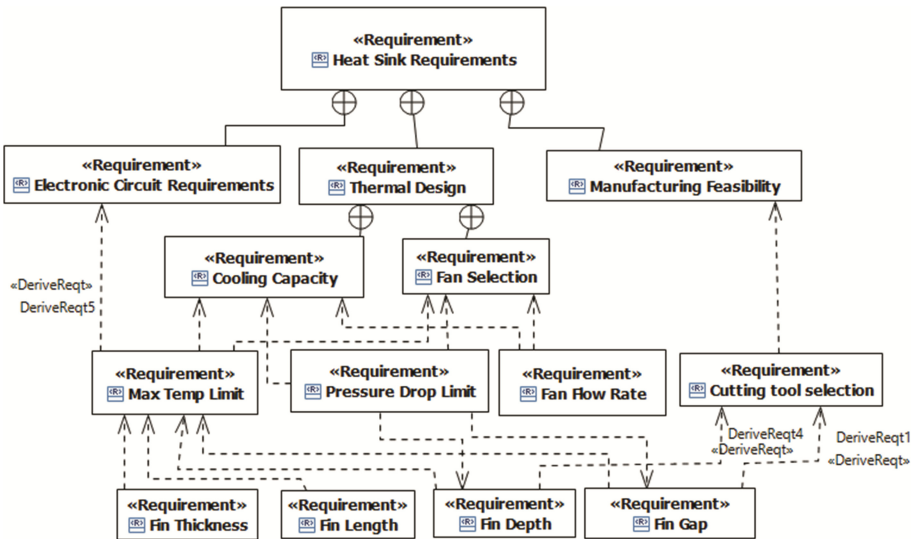 «Requirement»
Heat Sink Requirements
«Requirement»
Electronic Circuit Requirements
«Requirement»
Thermal Design
«Requirement»
Manufacturing Feasibility
«Requirement»
Cooling Capacity
«Requirement»
Fan Selection
«DeriveReqt»
DeriveReqt5
«Requirement»
Max Temp Limit
«Requirement»
Pressure Drop Limit
«Requirement»
Fan Flow Rate
«Requirement»
Cutting tool selection
DeriveReqt4
«DeriveReqt»
DeriveReqt1
«DeriveReqt»
«Requirement»
Fin Thickness
«Requirement»
Fin Length
«Requirement»
Fin Depth
«Requirement»
Fin Gap